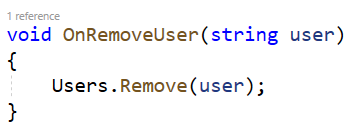 1 reference
void OnRemoveUser(string user)
{
    Users.Remove(user);
}